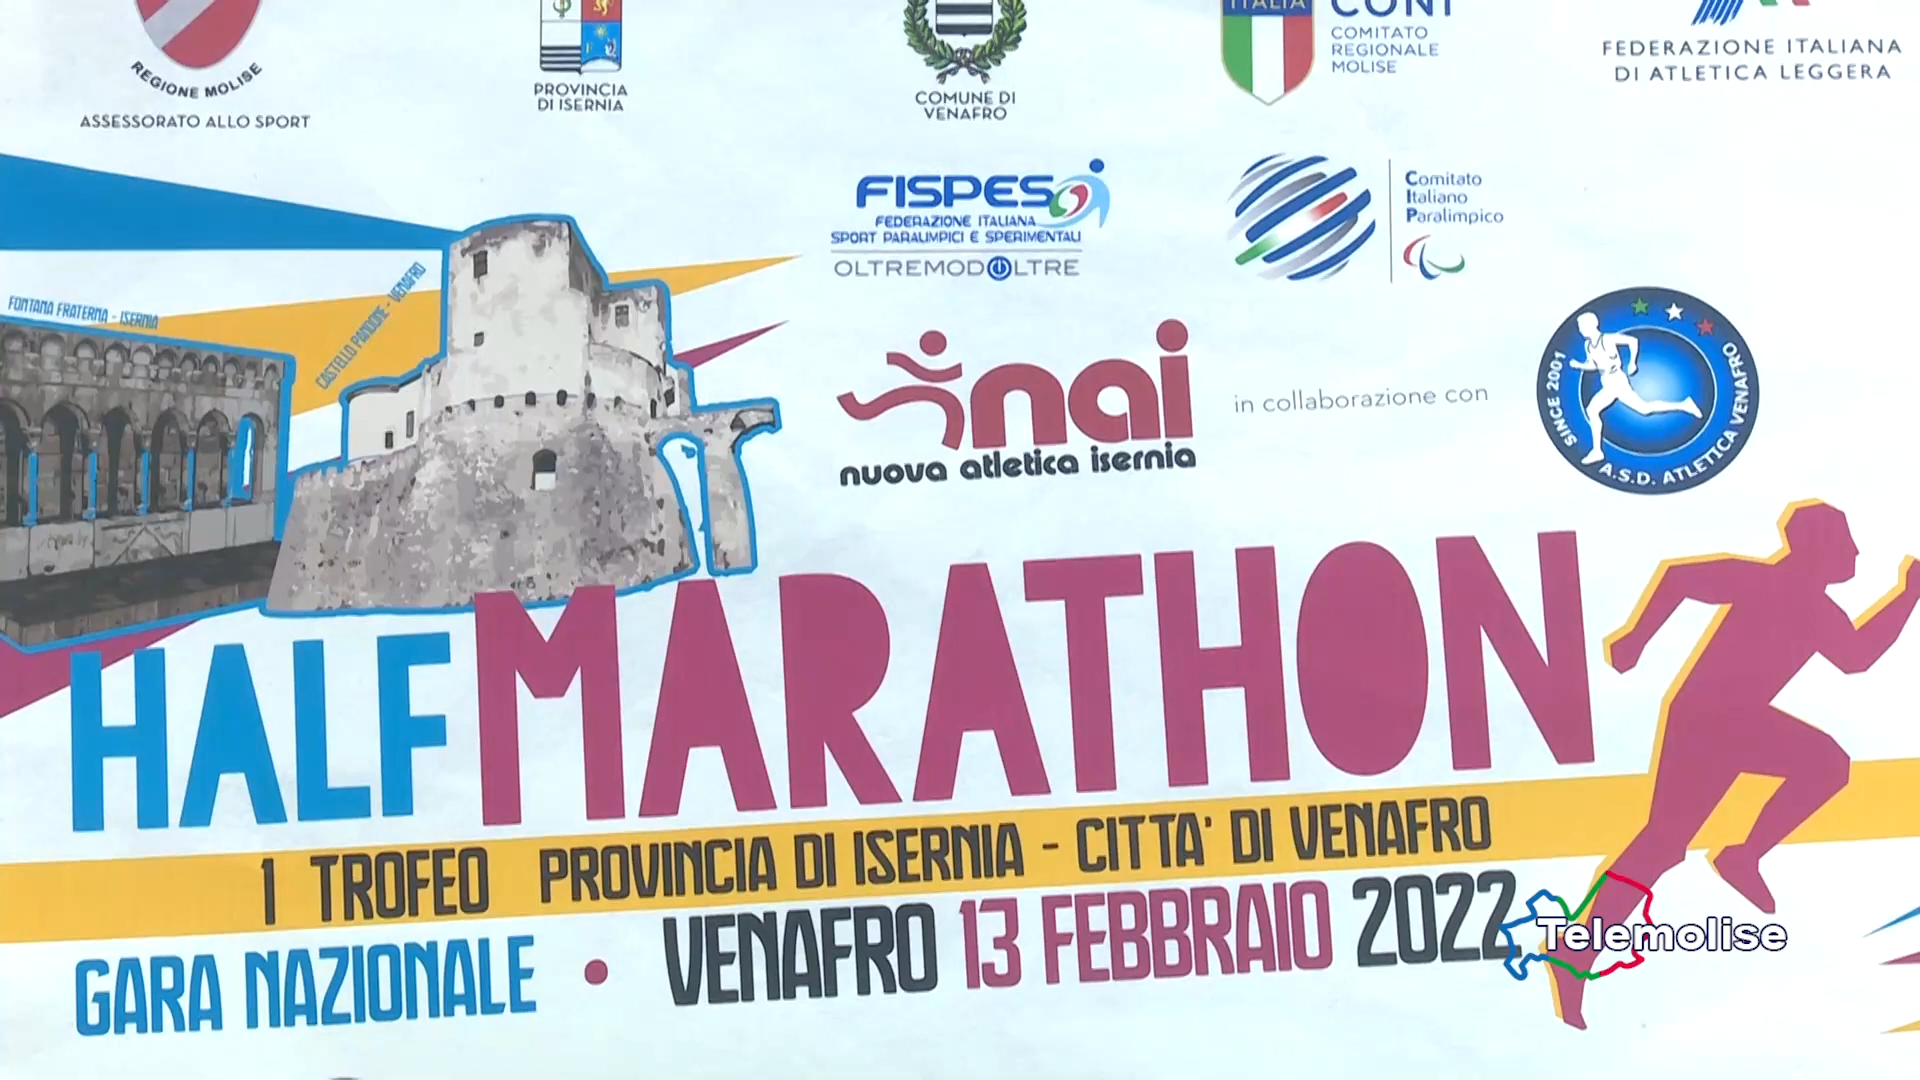 REGIONE MOLISE
ASSESSORATO ALLO SPORT
PROVINCIA
DI ISERNIA
COMUNE DI
VENAFRO
ITALIA
CONI
COMITATO
REGIONALE
MOLISE
FEDERAZIONE ITALIANA
DI ATLETICA LEGGERA
FISPES
FEDERAZIONE ITALIANA
SPORT PARALIMPICI E SPERIMENTALI
OLTREMODOLTRE
Comitato
Italiano
Paralimpico
FONTANA FRATERNA - ISERNIA
CASTELLO PANDONE - VENAFRO
nai
nuova atletica isernia
in collaborazione con
SINCE 2001
A.S.D. ATLETICA VENAFRO
HALF MARATHON
1 TROFEO PROVINCIA DI ISERNIA - CITTA' DI VENAFRO
GARA NAZIONALE • VENAFRO 13 FEBBRAIO 2022
Telemolise